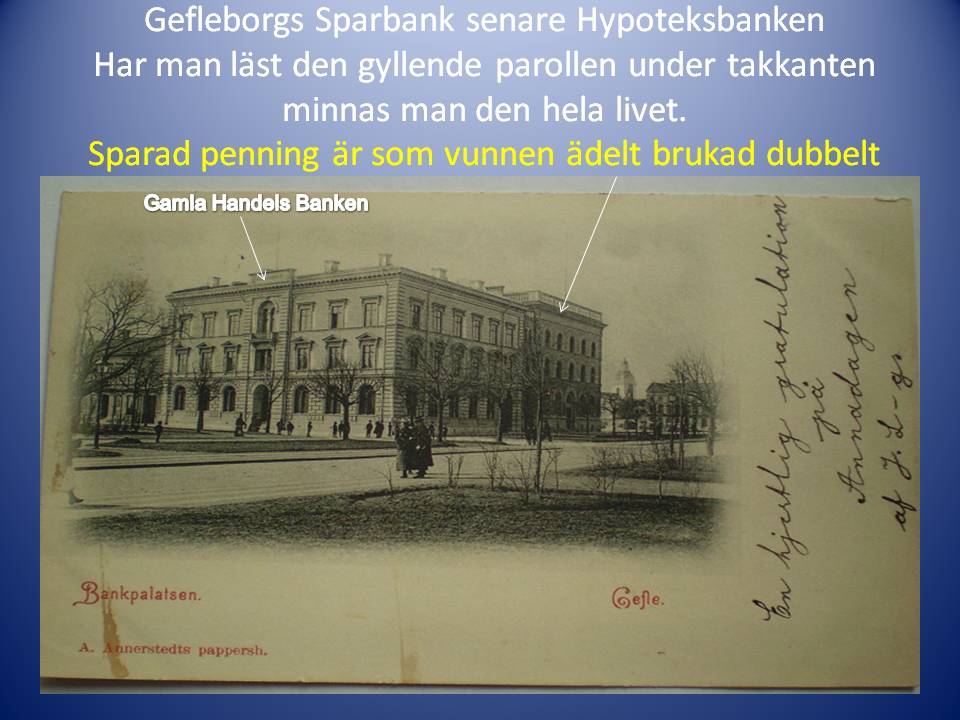 Gefleborgs Sparbank senare Hypoteksbanken
Har man läst den gyllende parollen under takkanten
minnas man den hela livet.
Sparad penning är som vunnen ädelt brukad dubbelt
Gamla Handels Banken
En hjertlig gratulation
på
Annadagen
af J. L-gs
Bankpalatsen.
Gefle.
A. Annerstedts pappersh.